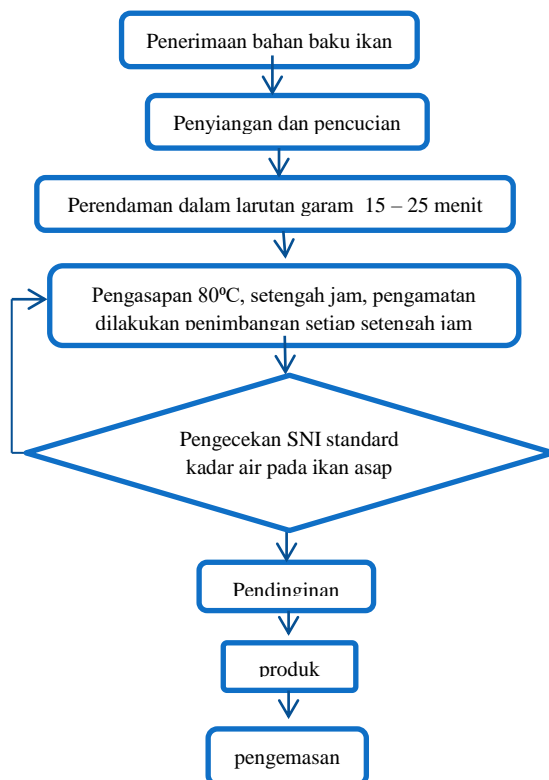 Penerimaan bahan baku ikan
Penyiangan dan pencucian
Perendaman dalam larutan garam 15 – 25 menit
Pengasapan 80ºC, setengah jam, pengamatan
dilakukan penimbangan setiap setengah jam
Pengecekan SNI standard
kadar air pada ikan asap
Pendinginan
produk
pengemasan